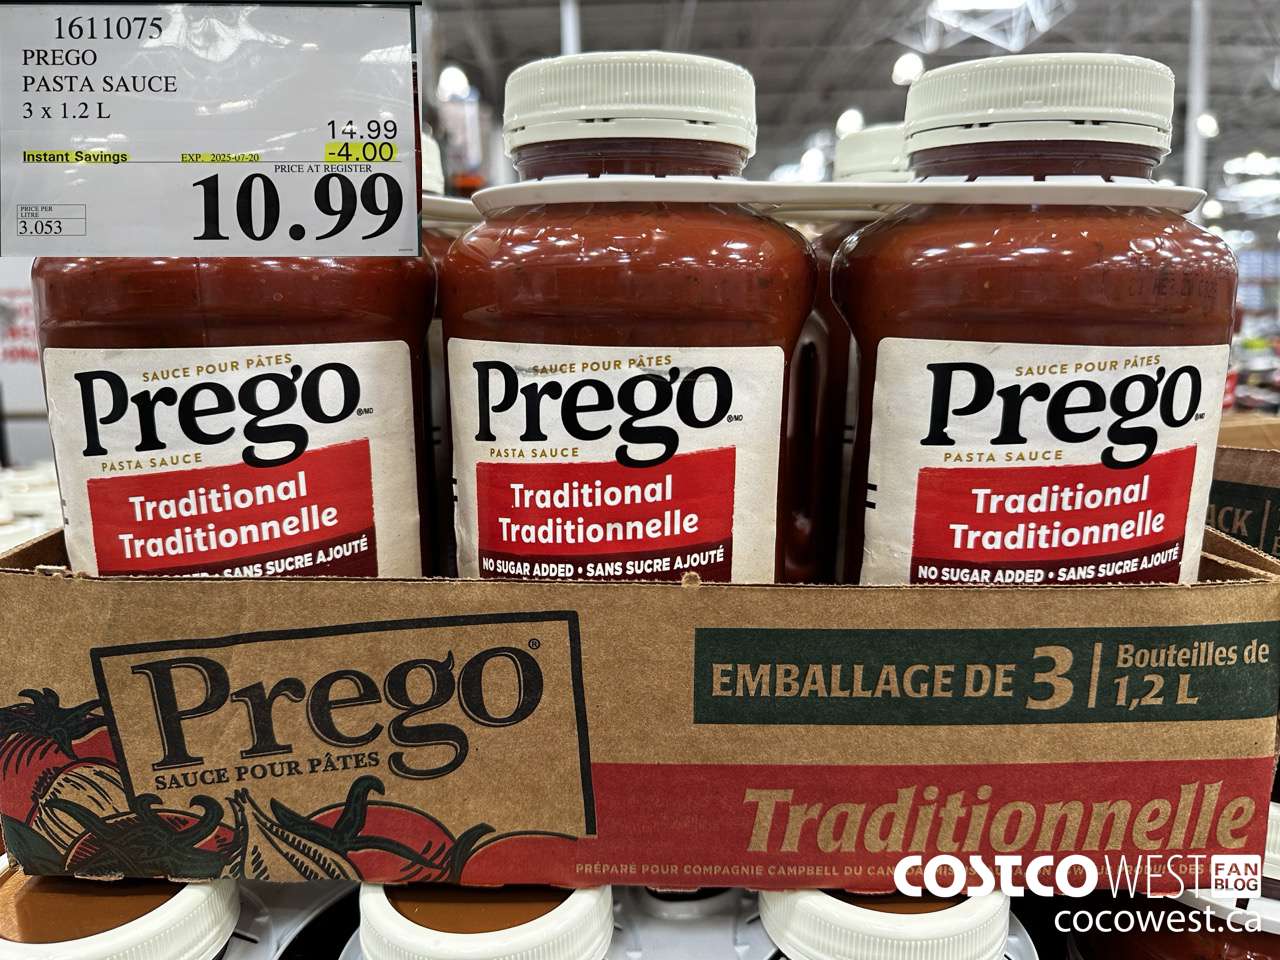 1611075
PREGO
PASTA SAUCE
3 x 1.2 L
14.99
Instant Savings EXP. 2025-07-20 -4.00
PRICE AT REGISTER
10.99
PRICE PER
LITRE
3.053
SAUCE POUR PÂTES
Prego ®/MD
PASTA SAUCE
Traditional
Traditionnelle
SANS SUCRE AJOUTÉ
SAUCE POUR PÂTES
Prego ®/MD
PASTA SAUCE
Traditional
Traditionnelle
NO SUGAR ADDED • SANS SUCRE AJOUTÉ
SAUCE POUR PÂTES
Prego
PASTA SAUCE
Traditional
Traditionnelle
NO SUGAR ADDED • SANS SUCRE AJOUTÉ
Prego®
SAUCE POUR PÂTES
EMBALLAGE DE 3 Bouteilles de
1,2 L
Traditionnelle
PRÉPARÉ POUR COMPAGNIE CAMPBELL DU
COSTCO WEST FAN
BLOG
cocowest.ca